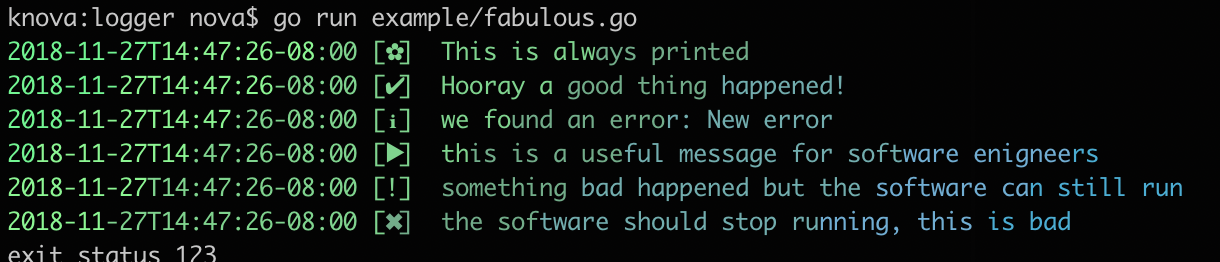 knova:logger nova$ go run example/fabulous.go
2018-11-27T14:47:26-08:00 [✿]  This is always printed
2018-11-27T14:47:26-08:00 [✔]  Hooray a good thing happened!
2018-11-27T14:47:26-08:00 [ℹ]  we found an error: New error
2018-11-27T14:47:26-08:00 [▶]  this is a useful message for software enigneers
2018-11-27T14:47:26-08:00 [!]  something bad happened but the software can still run
2018-11-27T14:47:26-08:00 [✖]  the software should stop running, this is bad
exit status 123